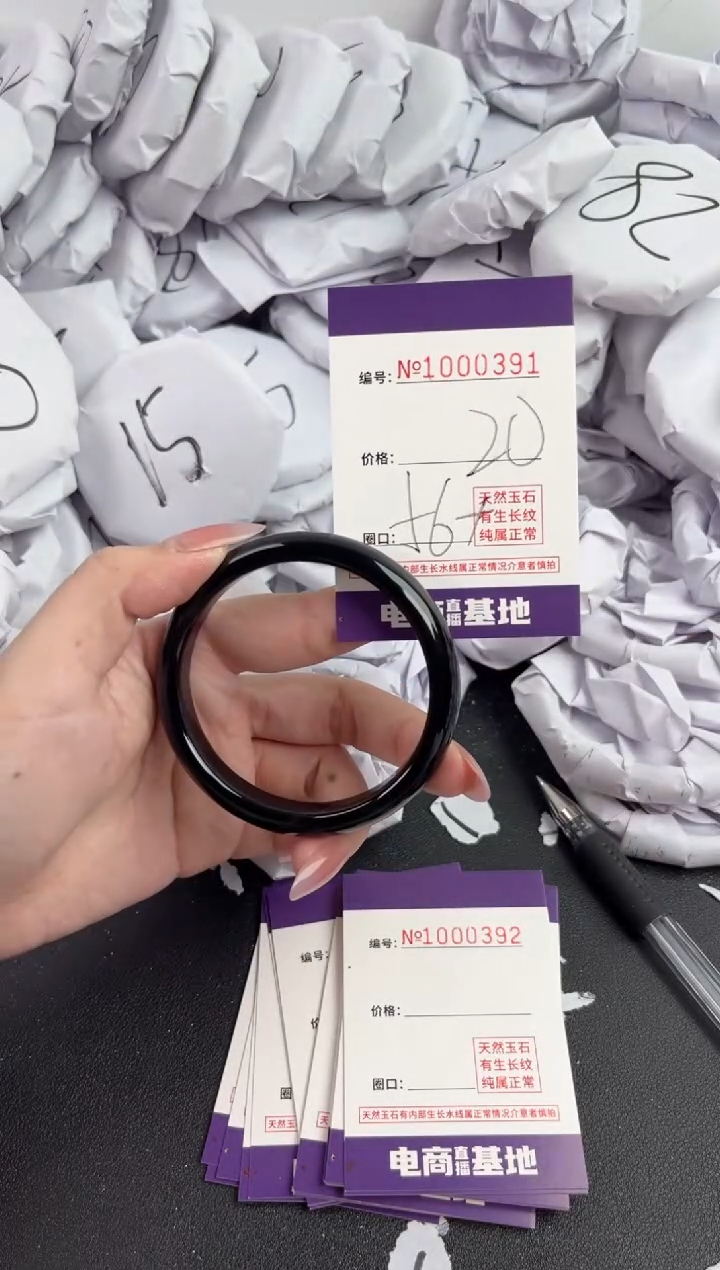 82
15
编号: №1000391
价格: 20
天然玉石
有生长纹
圈口: 56+ 纯属正常
内部生长水线属正常情况介意者慎拍
电商直播基地
编号: №1000392
价格:
天然玉石
有生长纹
圈口: 纯属正常
天然玉石有内部生长水线属正常情况介意者慎拍
电商直播基地
编号:
圈
天然玉